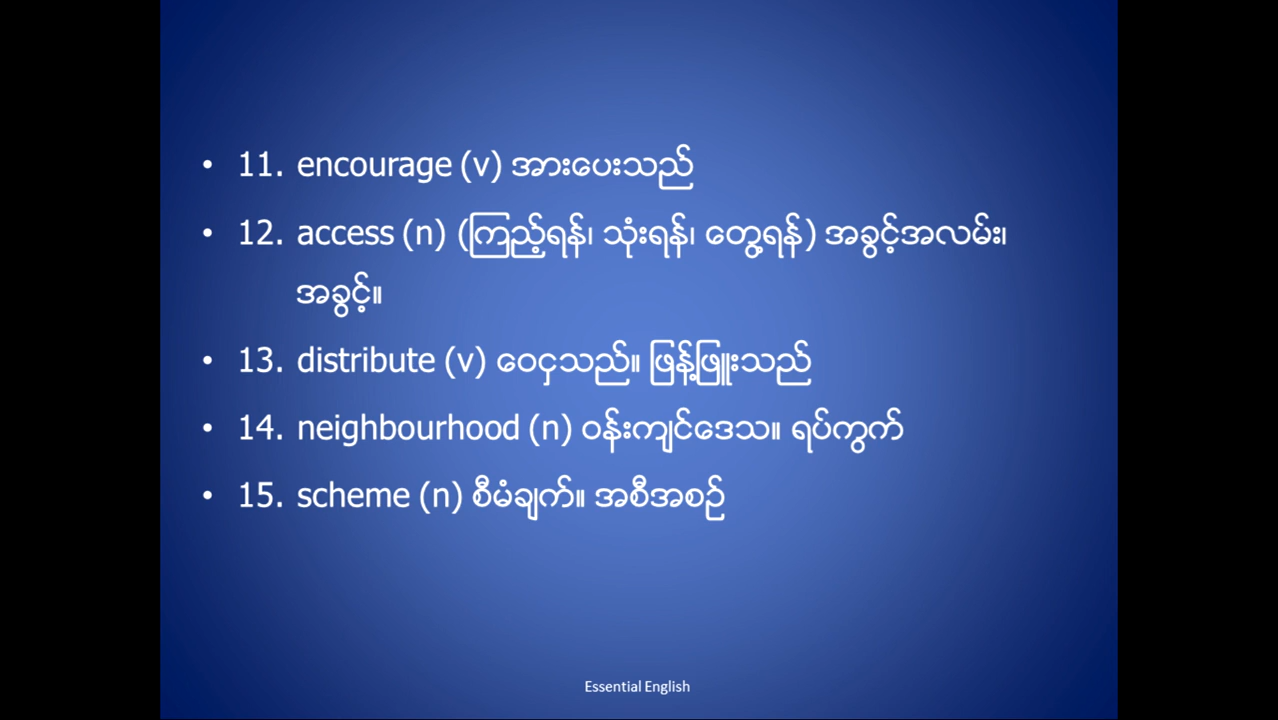 • 11. encourage (v) အားပေးသည်
• 12. access (n) (ကြည့်ရန်၊ သုံးရန်၊ တွေ့ရန်) အခွင့်အလမ်း၊
အခွင့်။
• 13. distribute (v) ဝေငှသည်။ ဖြန့်ဖြူးသည်
• 14. neighbourhood (n) ဝန်းကျင်ဒေသ။ ရပ်ကွက်
• 15. scheme (n) စီမံချက်။ အစီအစဉ်
Essential English